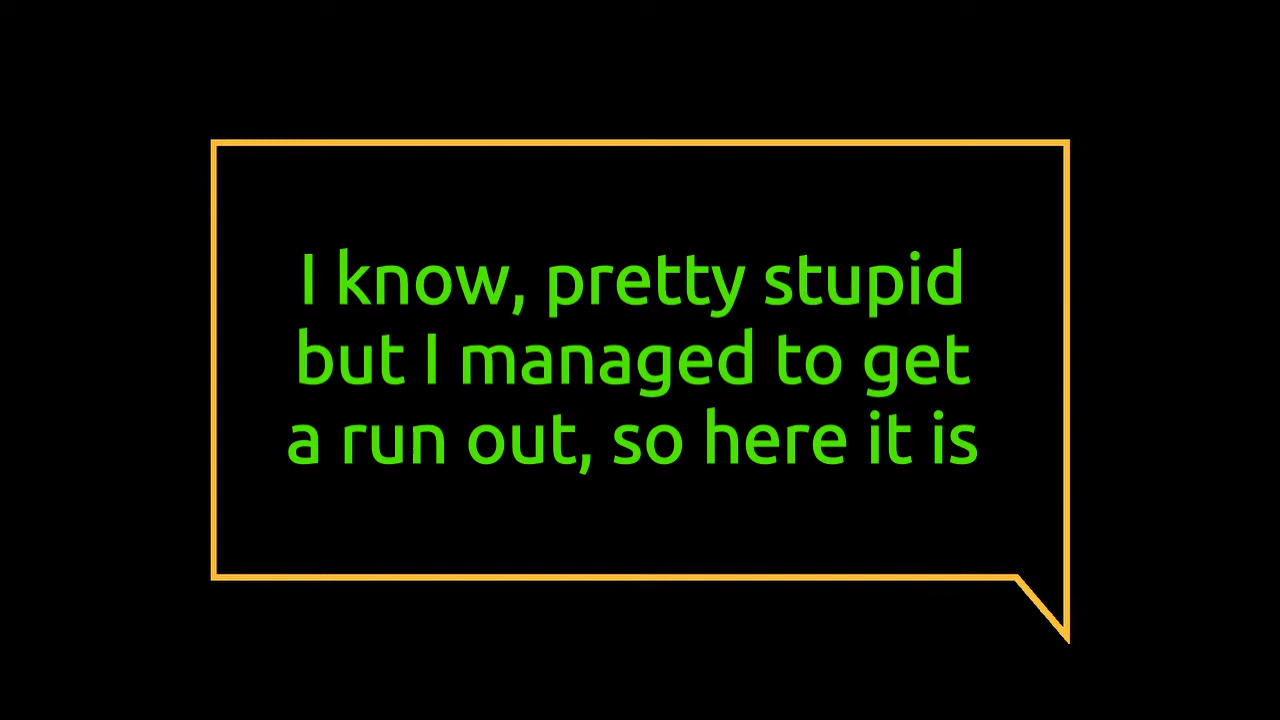 I know, pretty stupid
but I managed to get
a run out, so here it is